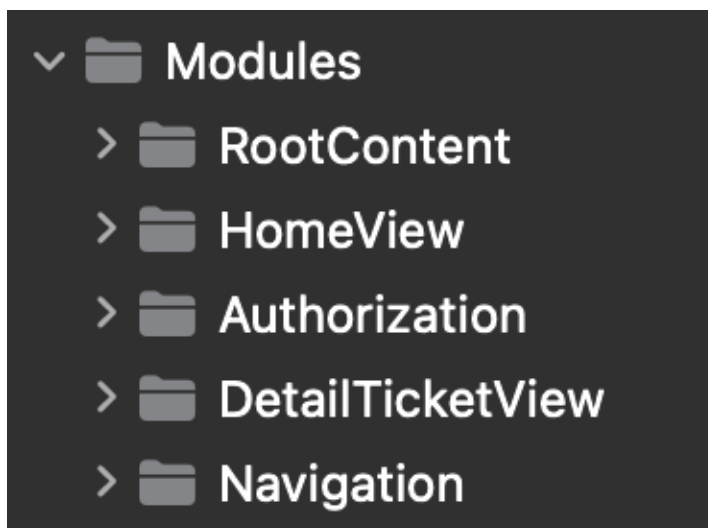 Modules
RootContent
HomeView
Authorization
DetailTicketView
Navigation